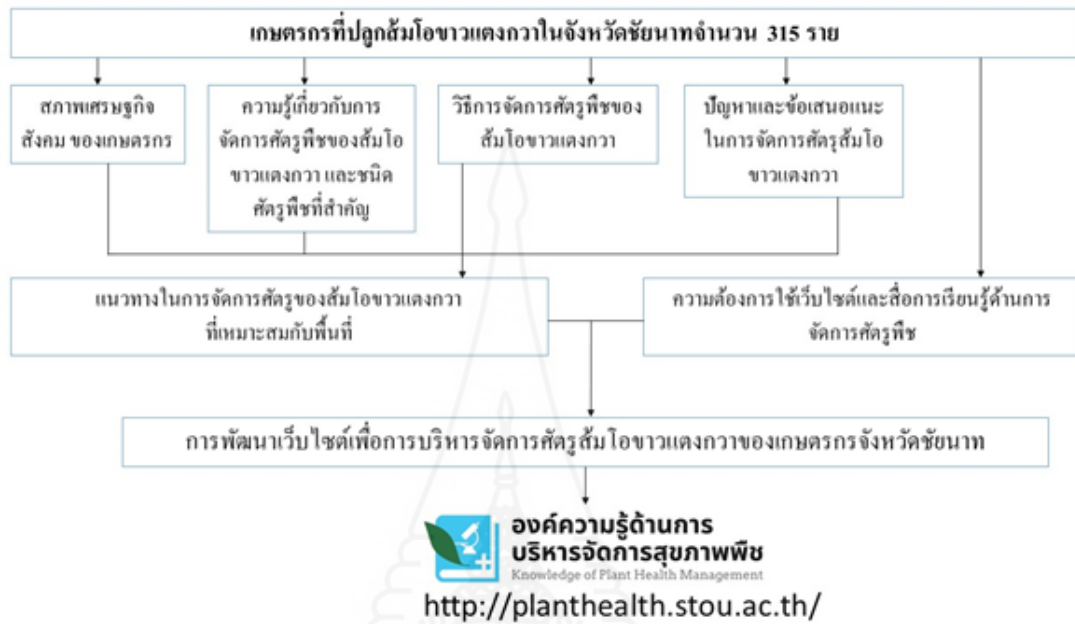 เกษตรกรที่ปลูกส้มโอขาวแตงกวาในจังหวัดชัยนาทจำนวน 315 ราย
สภาพเศรษฐกิจ
สังคม ของเกษตรกร
ความรู้เกี่ยวกับการ
จัดการศัตรูพืชของส้มโอ
ขาวแตงกวา และชนิด
ศัตรูพืชที่สำคัญ
วิธีการจัดการศัตรูพืชของ
ส้มโอขาวแตงกวา
ปัญหาและข้อเสนอแนะ
ในการจัดการศัตรูส้มโอ
ขาวแตงกวา
แนวทางในการจัดการศัตรูของส้มโอขาวแตงกวา
ที่เหมาะสมกับพื้นที่
ความต้องการใช้เว็บไซต์และสื่อการเรียนรู้ด้านการ
จัดการศัตรูพืช
การพัฒนาเว็บไซต์เพื่อการบริหารจัดการศัตรูส้มโอขาวแตงกวาของเกษตรกรจังหวัดชัยนาท
องค์ความรู้ด้านการ
บริหารจัดการสุขภาพพืช
Knowledge of Plant Health Management
http://planthealth.stou.ac.th/